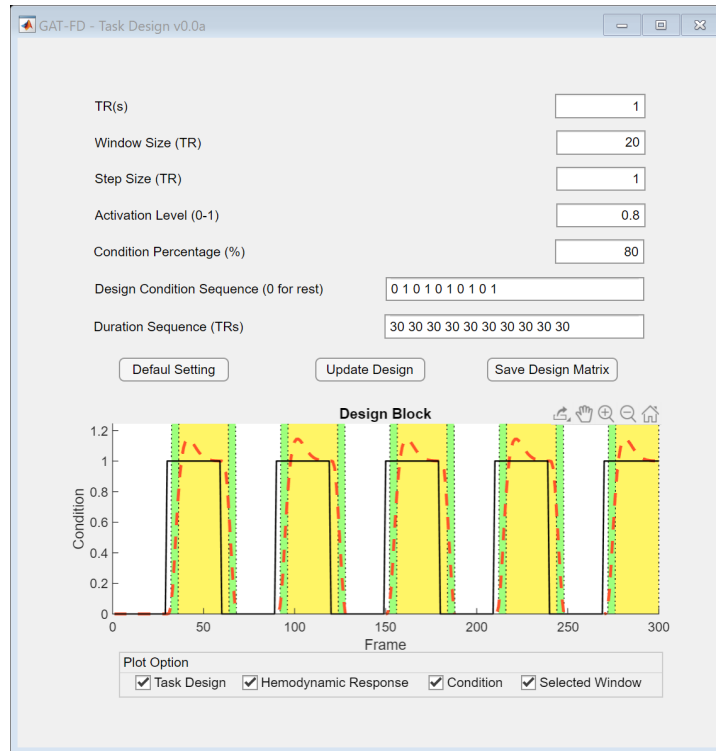 GAT-FD - Task Design v0.0a
TR(s) 1
Window Size (TR) 20
Step Size (TR) 1
Activation Level (0-1) 0.8
Condition Percentage (%) 80
Design Condition Sequence (0 for rest) 0 1 0 1 0 1 0 1 0 1
Duration Sequence (TRs) 30 30 30 30 30 30 30 30 30 30
Defaul Setting Update Design Save Design Matrix
Design Block
1.2
1
0.8
0.6
0.4
0.2
0
Condition
0 50 100 150 200 250 300
Frame
Plot Option
Task Design Hemodynamic Response Condition Selected Window